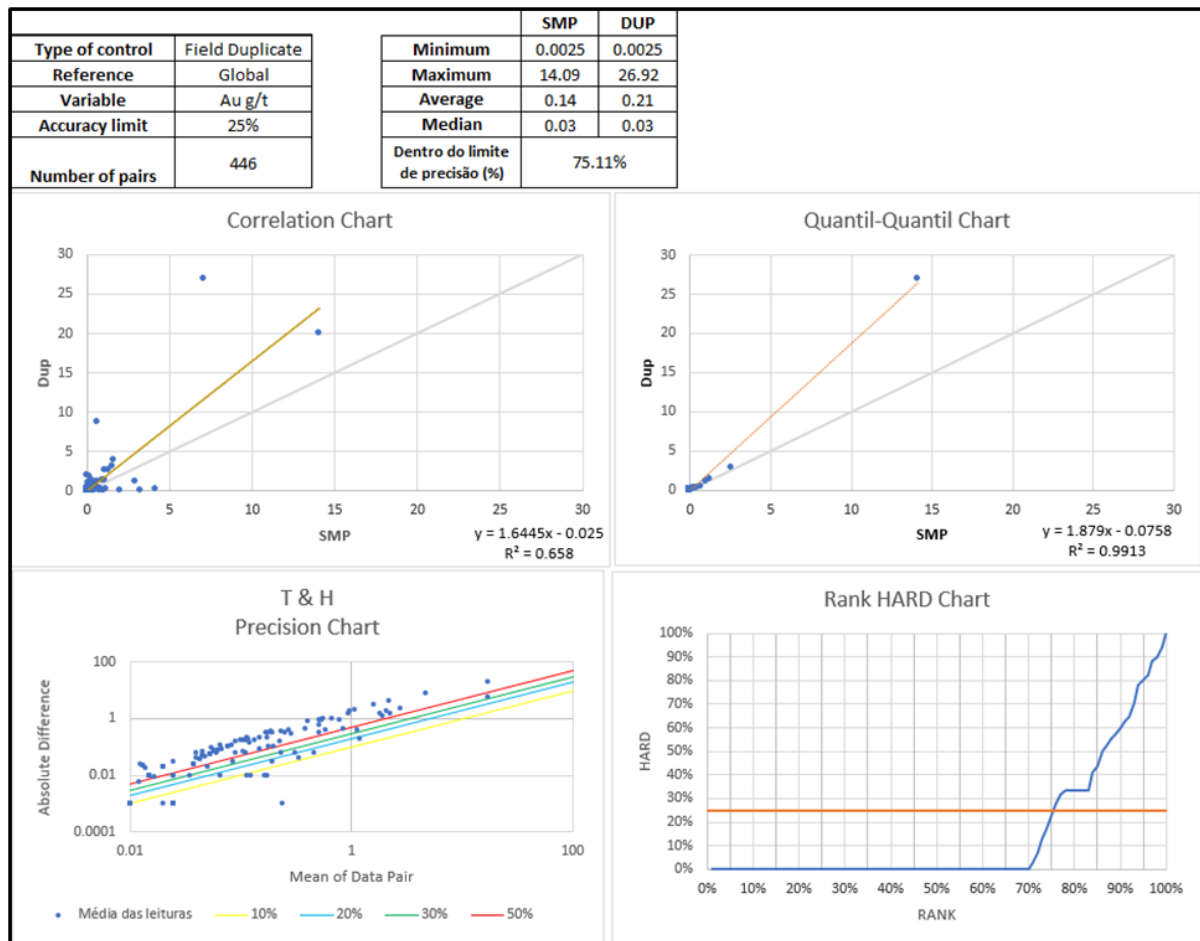 SMP DUP
Type of control Field Duplicate Minimum 0.0025 0.0025
Reference Global Maximum 14.09 26.92
Variable Au g/t Average 0.14 0.21
Accuracy limit 25% Median 0.03 0.03
Number of pairs 446 Dentro do limite
de precisão (%) 75.11%
Correlation Chart
30
25
20
15
10
5
0
Dup
0 5 10 15 20 25 30
SMP
y = 1.6445x - 0.025
R² = 0.658
Quantil-Quantil Chart
30
25
20
15
10
5
0
Dup
0 5 10 15 20 25 30
SMP
y = 1.879x - 0.0758
R² = 0.9913
T & H
Precision Chart
100
1
0.01
0.0001
Absolute Difference
0.01 1 100
Mean of Data Pair
Média das leituras 10% 20% 30% 50%
Rank HARD Chart
100%
90%
80%
70%
60%
50%
40%
30%
20%
10%
0%
HARD
0% 10% 20% 30% 40% 50% 60% 70% 80% 90% 100%
RANK